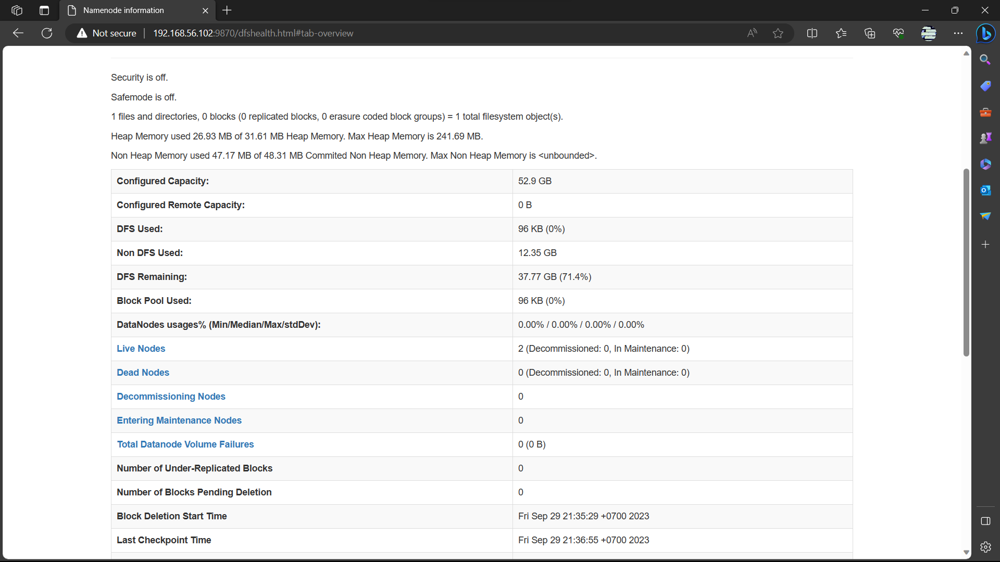 Namenode information
Not secure
192.168.56.102:9870/dfshealth.html#tab-overview
Security is off.
Safemode is off.
1 files and directories, 0 blocks (0 replicated blocks, 0 erasure coded block groups) = 1 total filesystem object(s).
Heap Memory used 26.93 MB of 31.61 MB Heap Memory. Max Heap Memory is 241.69 MB.
Non Heap Memory used 47.17 MB of 48.31 MB Commited Non Heap Memory. Max Non Heap Memory is <unbounded>.
Configured Capacity: 52.9 GB
Configured Remote Capacity: 0 B
DFS Used: 96 KB (0%)
Non DFS Used: 12.35 GB
DFS Remaining: 37.77 GB (71.4%)
Block Pool Used: 96 KB (0%)
DataNodes usages% (Min/Median/Max/stdDev): 0.00% / 0.00% / 0.00% / 0.00%
Live Nodes 2 (Decommissioned: 0, In Maintenance: 0)
Dead Nodes 0 (Decommissioned: 0, In Maintenance: 0)
Decommissioning Nodes 0
Entering Maintenance Nodes 0
Total Datanode Volume Failures 0 (0 B)
Number of Under-Replicated Blocks 0
Number of Blocks Pending Deletion 0
Block Deletion Start Time Fri Sep 29 21:35:29 +0700 2023
Last Checkpoint Time Fri Sep 29 21:36:55 +0700 2023